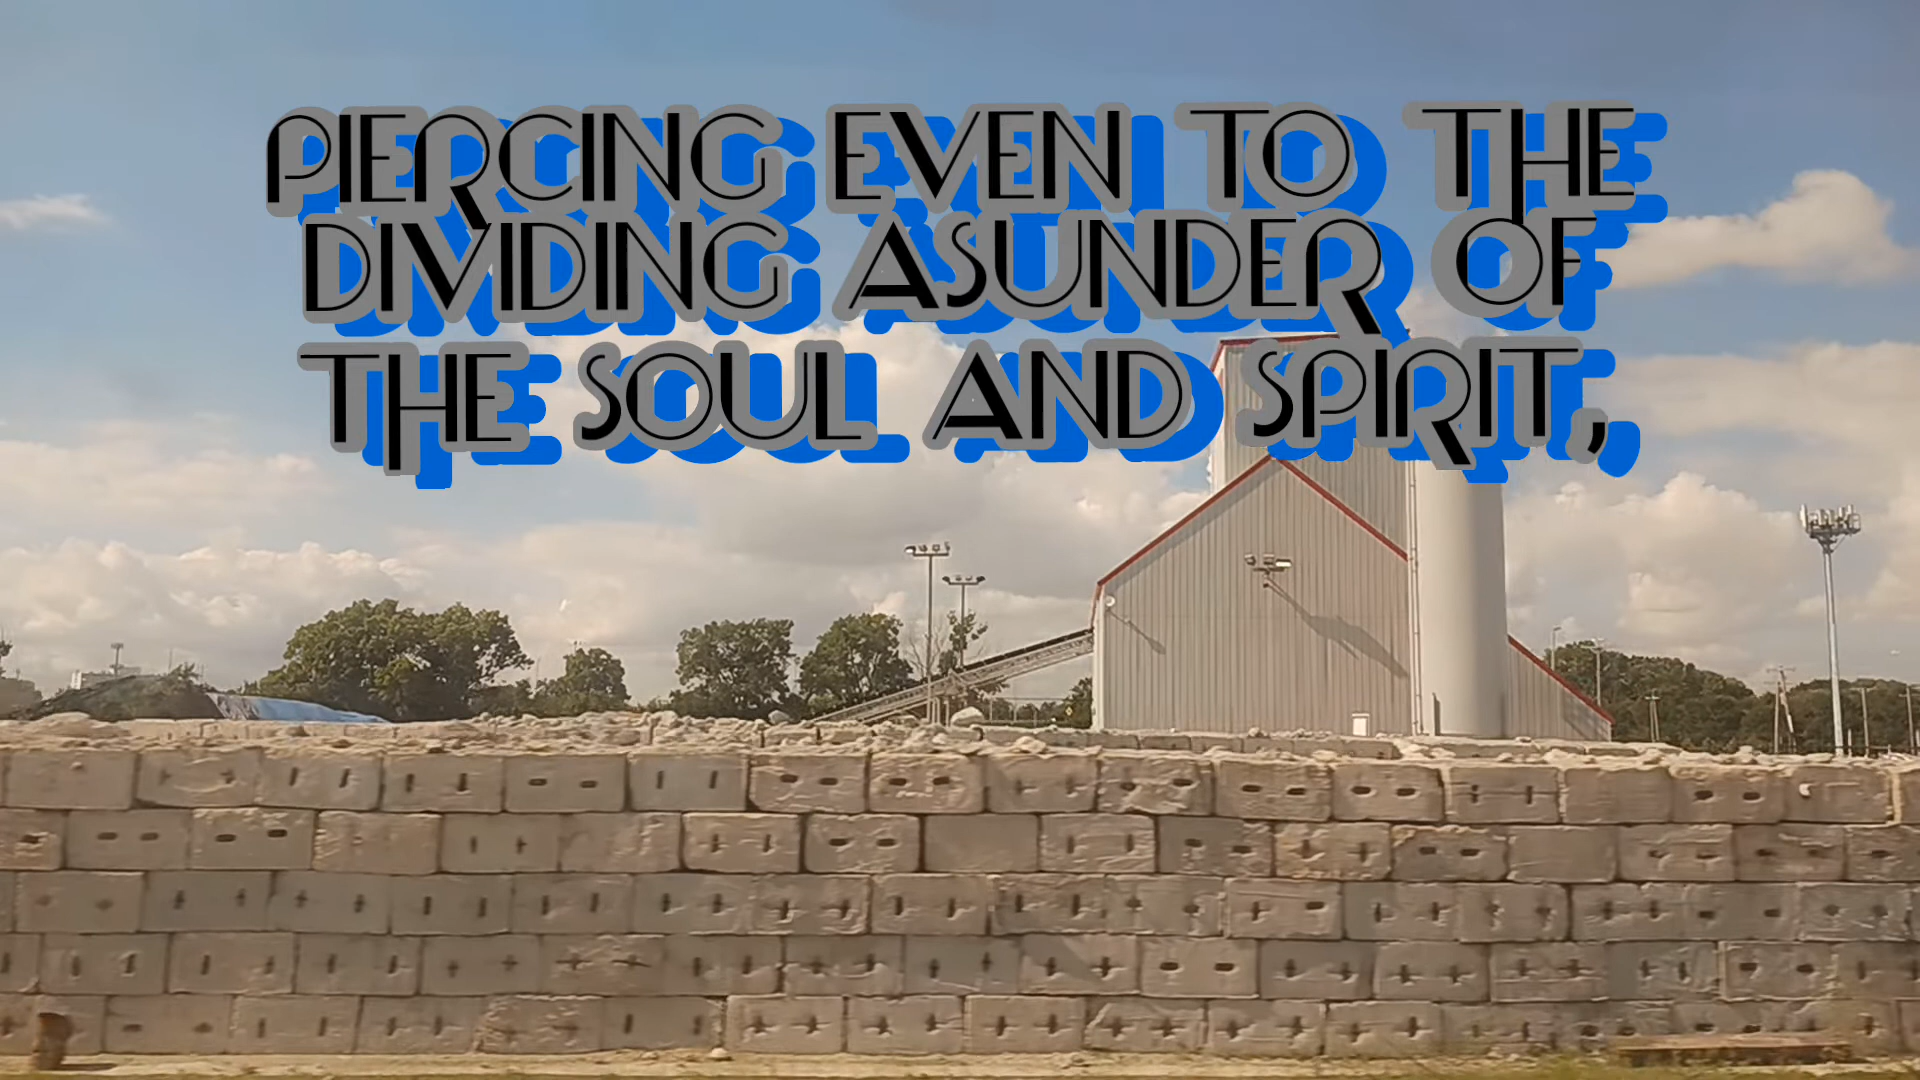 PIERCING EVEN TO THE
DIVIDING ASUNDER OF
THE SOUL AND SPIRIT,